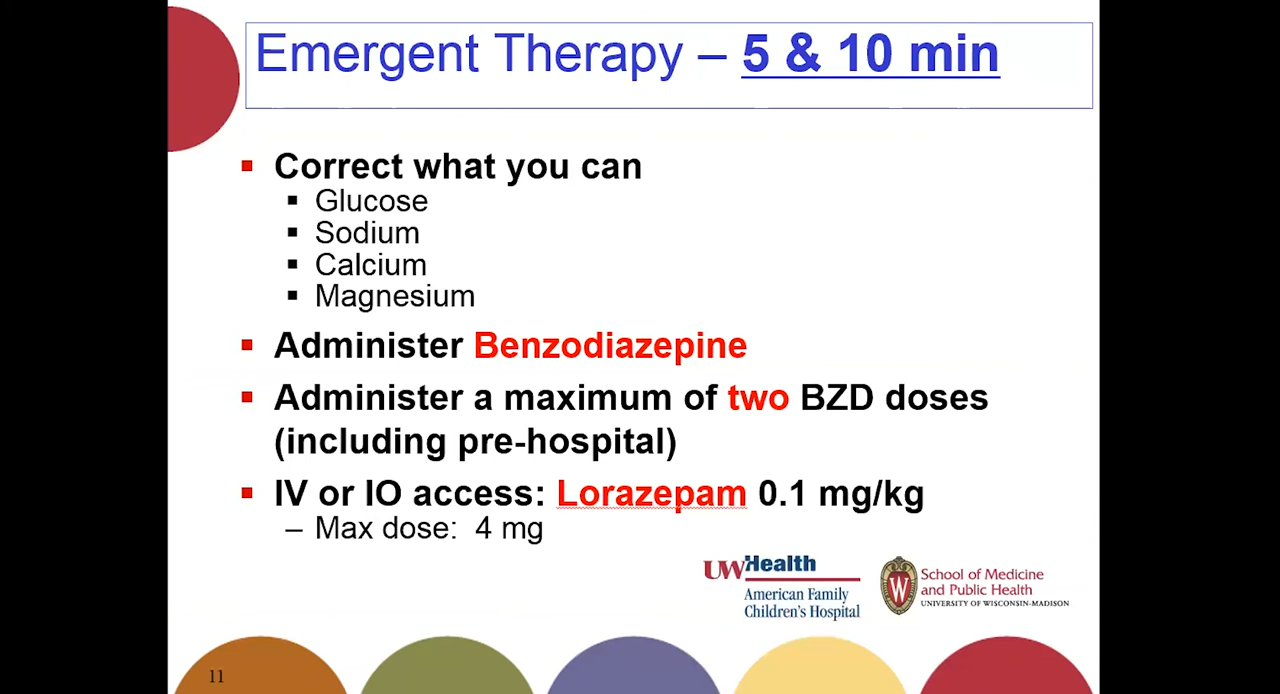 Emergent Therapy – 5 & 10 min
▪ Correct what you can
▪ Glucose
▪ Sodium
▪ Calcium
▪ Magnesium
▪ Administer Benzodiazepine
▪ Administer a maximum of two BZD doses
(including pre-hospital)
▪ IV or IO access: Lorazepam 0.1 mg/kg
– Max dose: 4 mg
UWHealth
American Family
Children's Hospital
W
School of Medicine
and Public Health
UNIVERSITY OF WISCONSIN-MADISON
11